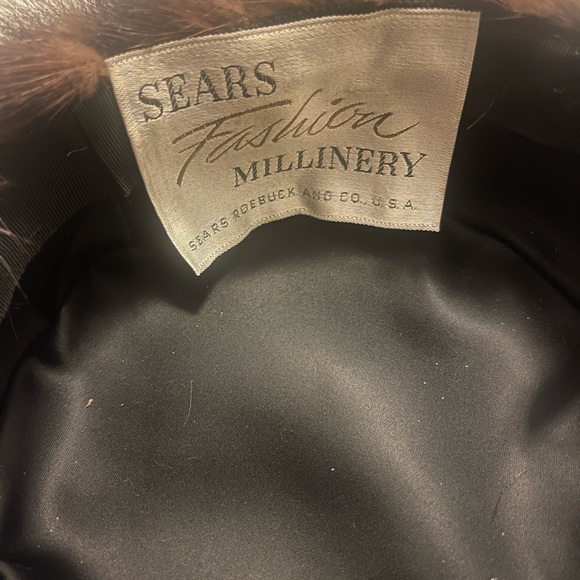 SEARS
Fashion
MILLINERY
SEARS ROEBUCK AND CO., U.S.A.